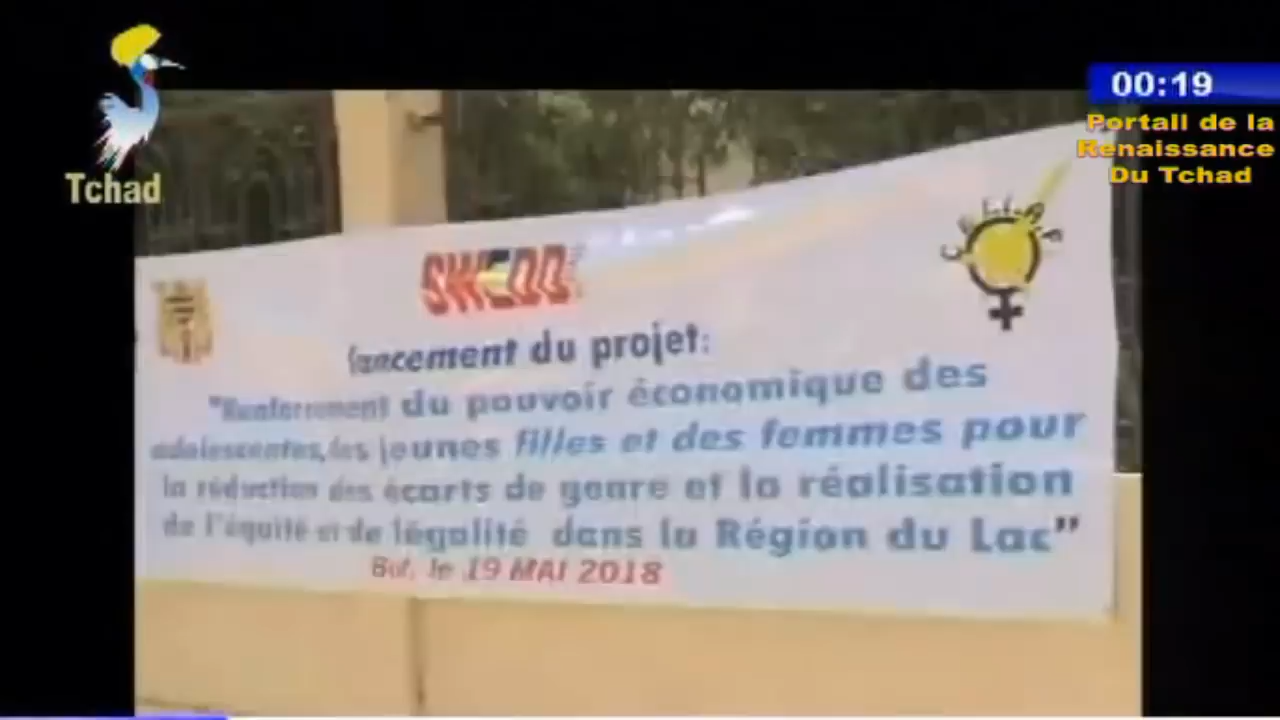 Tchad
00:19
Portail de la
Renaissance
Du Tchad
SWEDD
CELIAF
lancement du projet:
"Renforcement du pouvoir économique des
adolescentes, les jeunes filles et des femmes pour
la réduction des écarts de genre et la réalisation
de l'équité et de légalité dans la Région du Lac"
Bol, le 19 MAI 2018